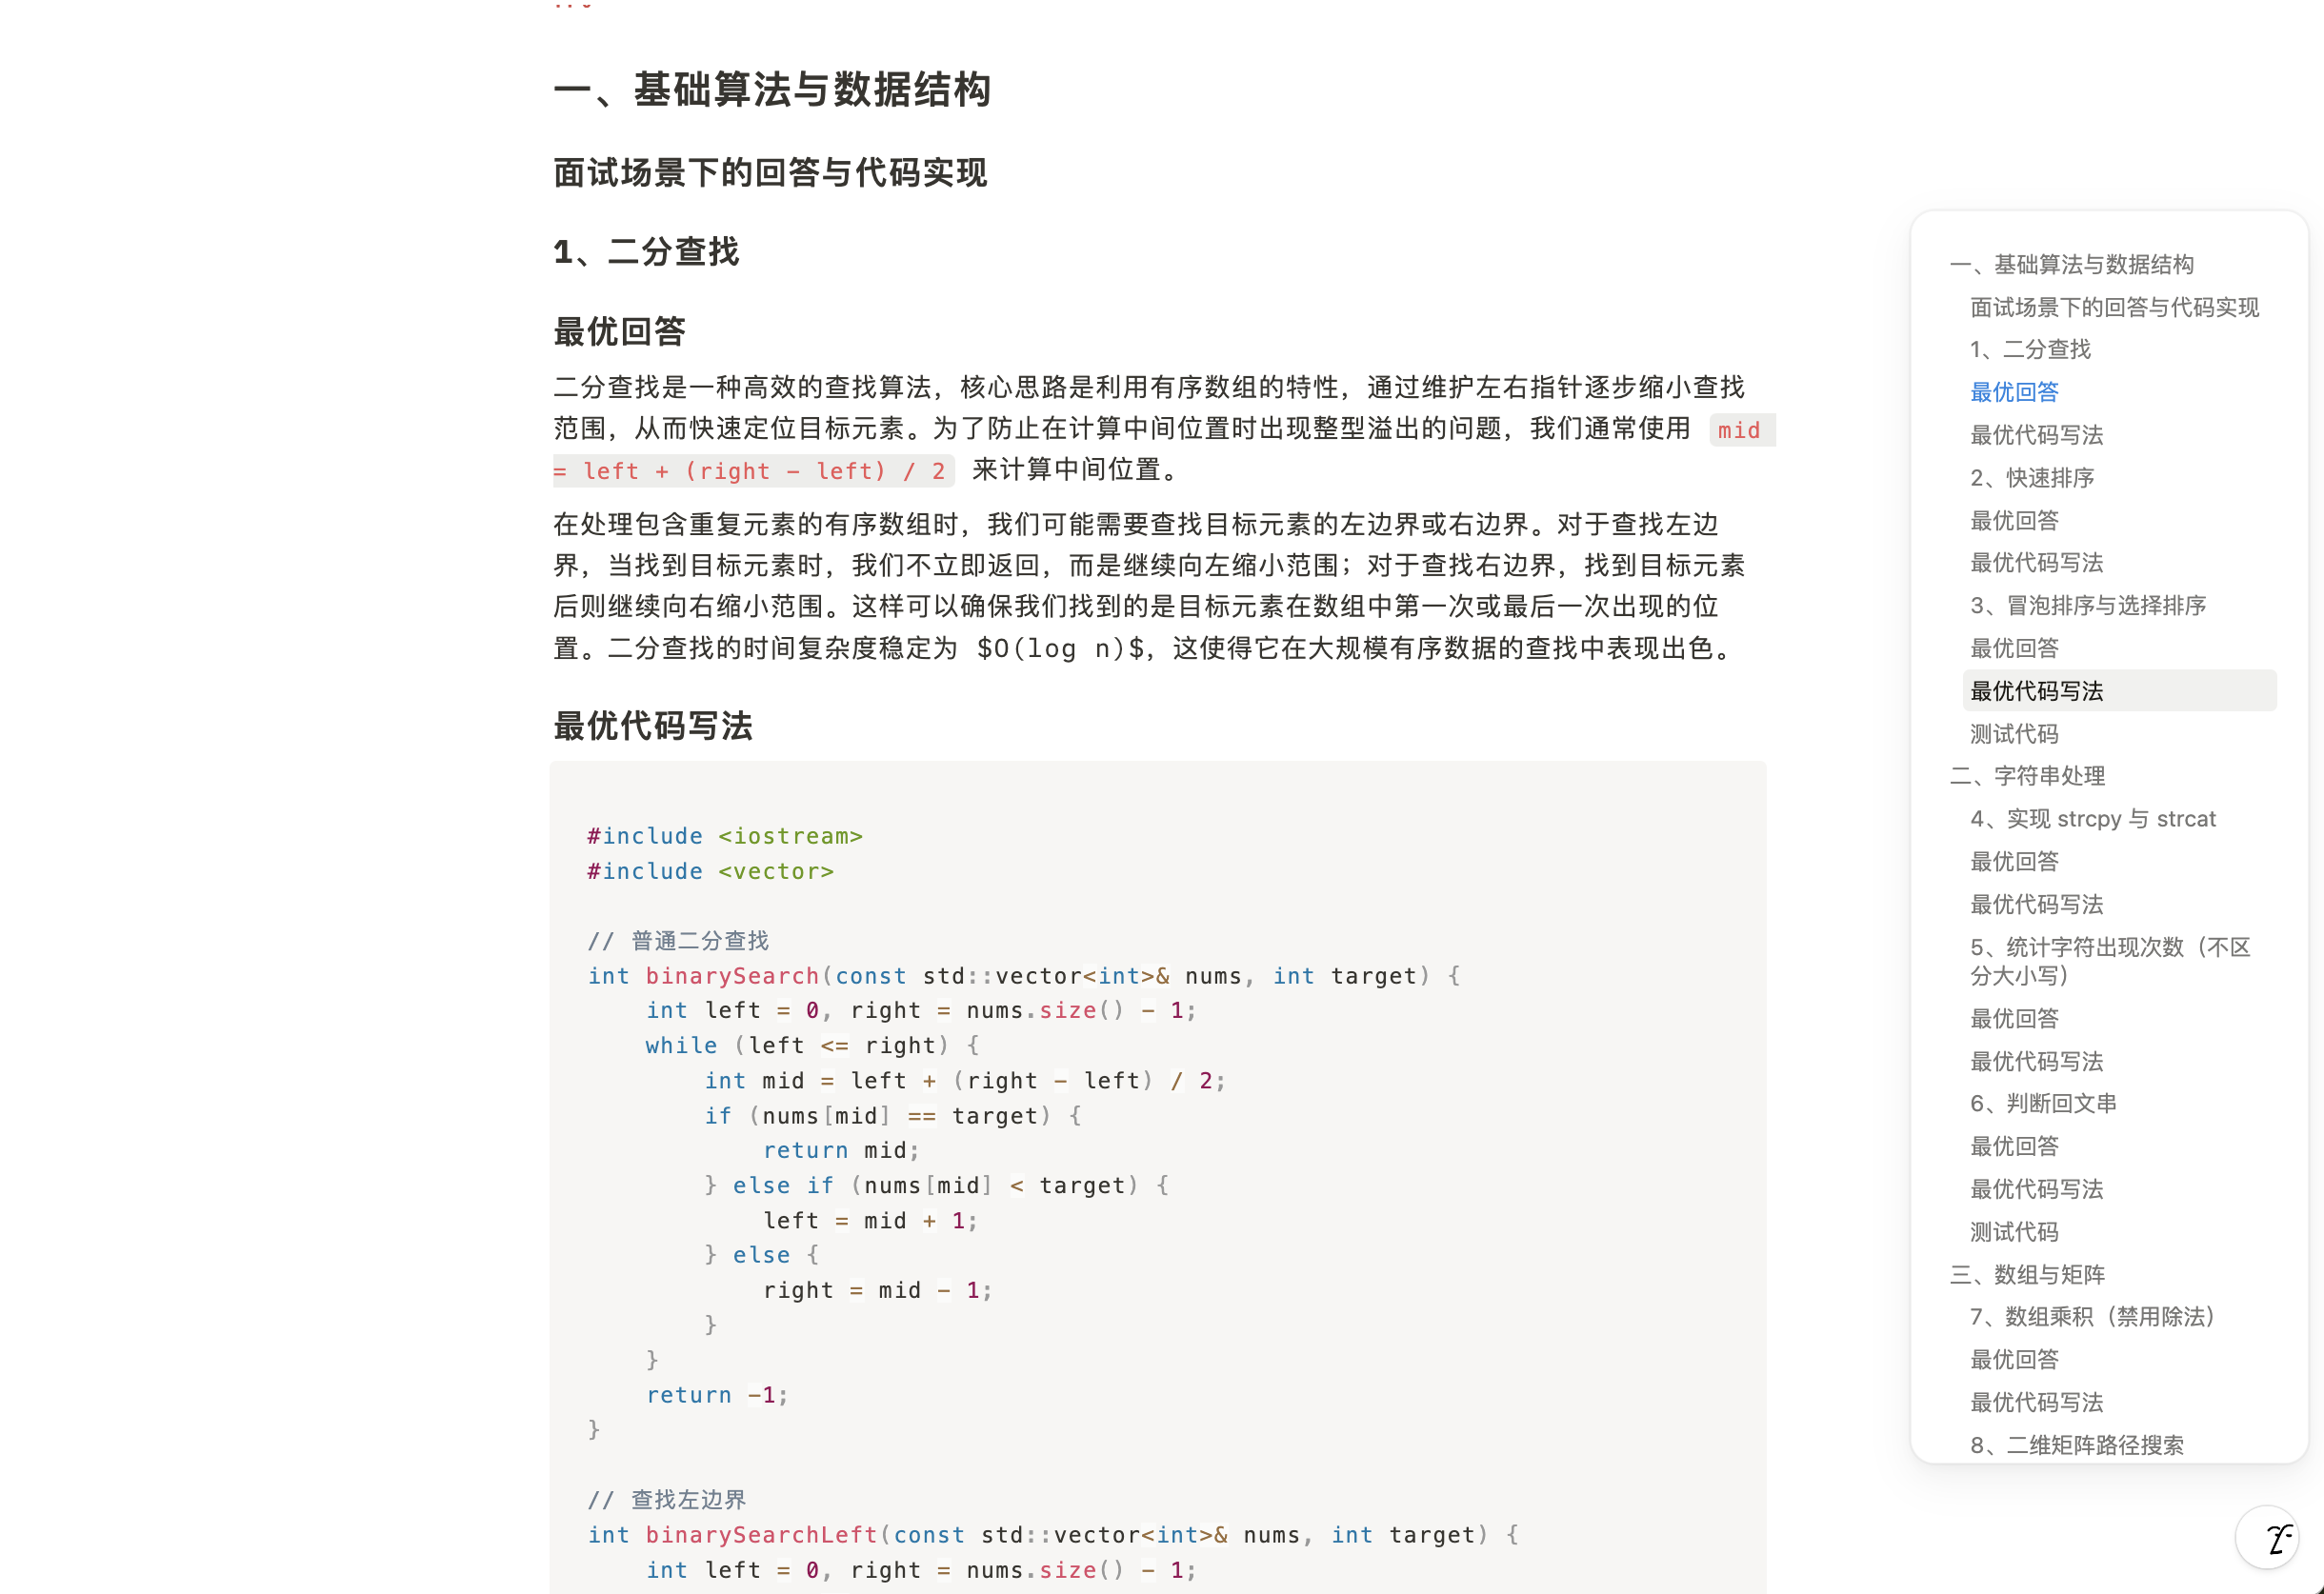 一、基础算法与数据结构
面试场景下的回答与代码实现
1、二分查找
最优回答
二分查找是一种高效的查找算法，核心思路是利用有序数组的特性，通过维护左右指针逐步缩小查找
范围，从而快速定位目标元素。为了防止在计算中间位置时出现整型溢出的问题，我们通常使用 mid
= left + (right - left) / 2 来计算中间位置。
在处理包含重复元素的有序数组时，我们可能需要查找目标元素的左边界或右边界。对于查找左边
界，当找到目标元素时，我们不立即返回，而是继续向左缩小范围；对于查找右边界，找到目标元素
后则继续向右缩小范围。这样可以确保我们找到的是目标元素在数组中第一次或最后一次出现的位
置。二分查找的时间复杂度稳定为 $O(log n)$，这使得它在大规模有序数据的查找中表现出色。
最优代码写法
#include <iostream>
#include <vector>
// 普通二分查找
int binarySearch(const std::vector<int>& nums, int target) {
    int left = 0, right = nums.size() - 1;
    while (left <= right) {
        int mid = left + (right - left) / 2;
        if (nums[mid] == target) {
            return mid;
        } else if (nums[mid] < target) {
            left = mid + 1;
        } else {
            right = mid - 1;
        }
    }
    return -1;
}
// 查找左边界
int binarySearchLeft(const std::vector<int>& nums, int target) {
    int left = 0, right = nums.size() - 1;
一、基础算法与数据结构
面试场景下的回答与代码实现
1、二分查找
最优回答
最优代码写法
2、快速排序
最优回答
最优代码写法
3、冒泡排序与选择排序
最优回答
最优代码写法
测试代码
二、字符串处理
4、实现 strcpy 与 strcat
最优回答
最优代码写法
5、统计字符出现次数（不区
分大小写）
最优回答
最优代码写法
6、判断回文串
最优回答
最优代码写法
测试代码
三、数组与矩阵
7、数组乘积（禁用除法）
最优回答
最优代码写法
8、二维矩阵路径搜索